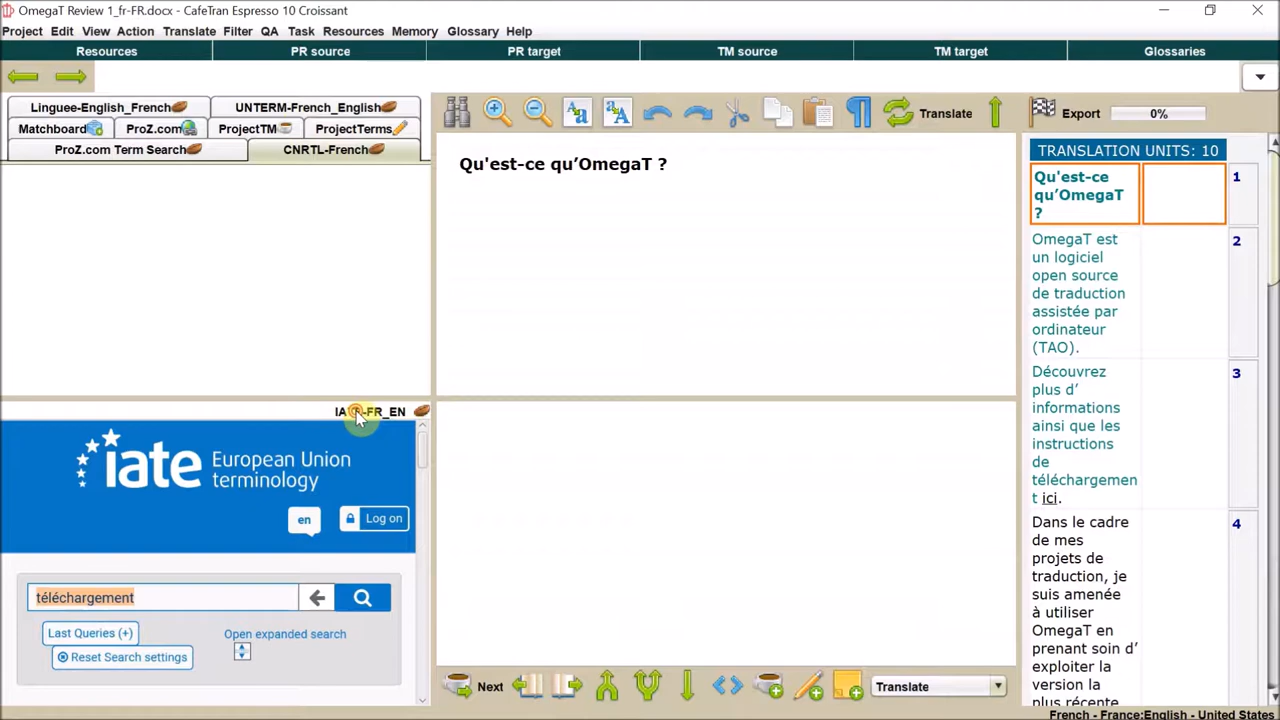 OmegaT Review 1_fr-FR.docx - CafeTran Espresso 10 Croissant
Project Edit View Action Translate Filter QA Task Resources Memory Glossary Help
Resources PR source PR target TM source TM target Glossaries
Linguee-English_French UNTERM-French_English
Matchboard ProZ.com ProjectTM ProjectTerms
ProZ.com Term Search CNRTL-French
Translate
Export 0%
Qu'est-ce qu’OmegaT ?
TRANSLATION UNITS: 10
Qu'est-ce
qu’OmegaT
?
1
OmegaT est
un logiciel
open source
de traduction
assistée par
ordinateur
(TAO).
2
Découvrez
plus d’
informations
ainsi que les
instructions
de
téléchargemen
t ici.
3
Dans le cadre
de mes
projets de
traduction, je
suis amenée
à utiliser
OmegaT en
prenant soin d’
exploiter la
version la
plus récente
4
-FR_EN
iate European Union
terminology
en
Log on
téléchargement
Last Queries (+)
Open expanded search
Reset Search settings
Next
Translate
French - France:English - United States